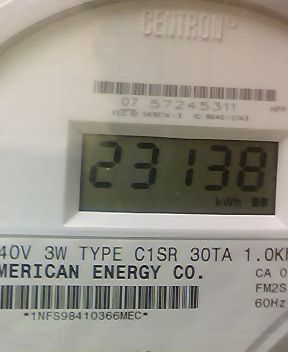 CENTRON®
07 57245311
23138
kWh
40V 3W TYPE C1SR 30TA 1.0K
MERICAN ENERGY CO.
CA 0
FM2S
60Hz
*1NFS98410366MEC*